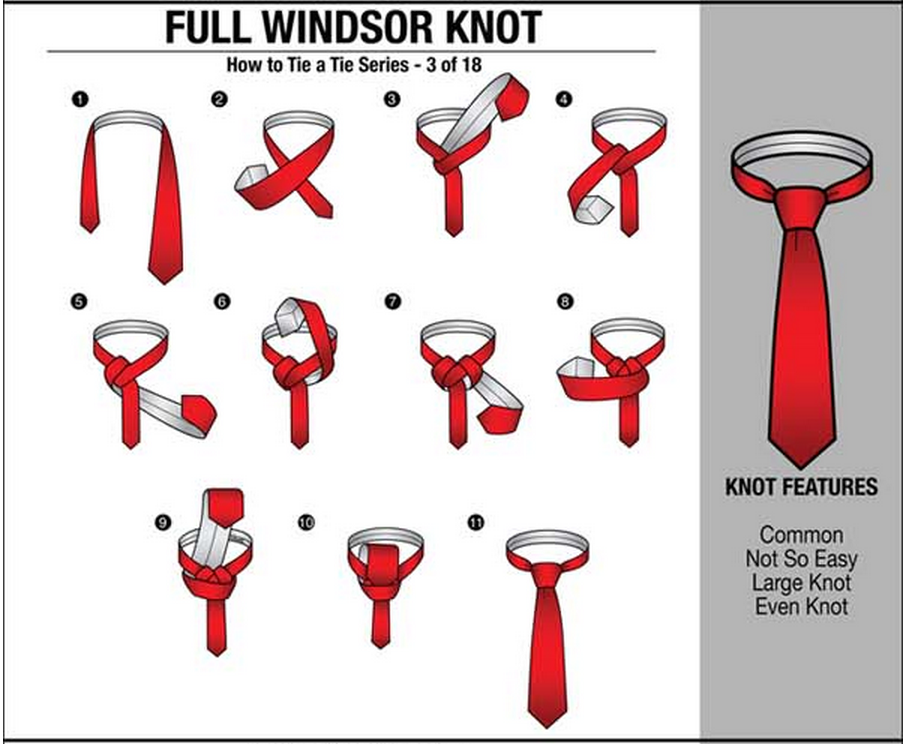 FULL WINDSOR KNOT
How to Tie a Tie Series - 3 of 18
1
2
3
4
5
6
7
8
9
10
11
KNOT FEATURES
Common
Not So Easy
Large Knot
Even Knot